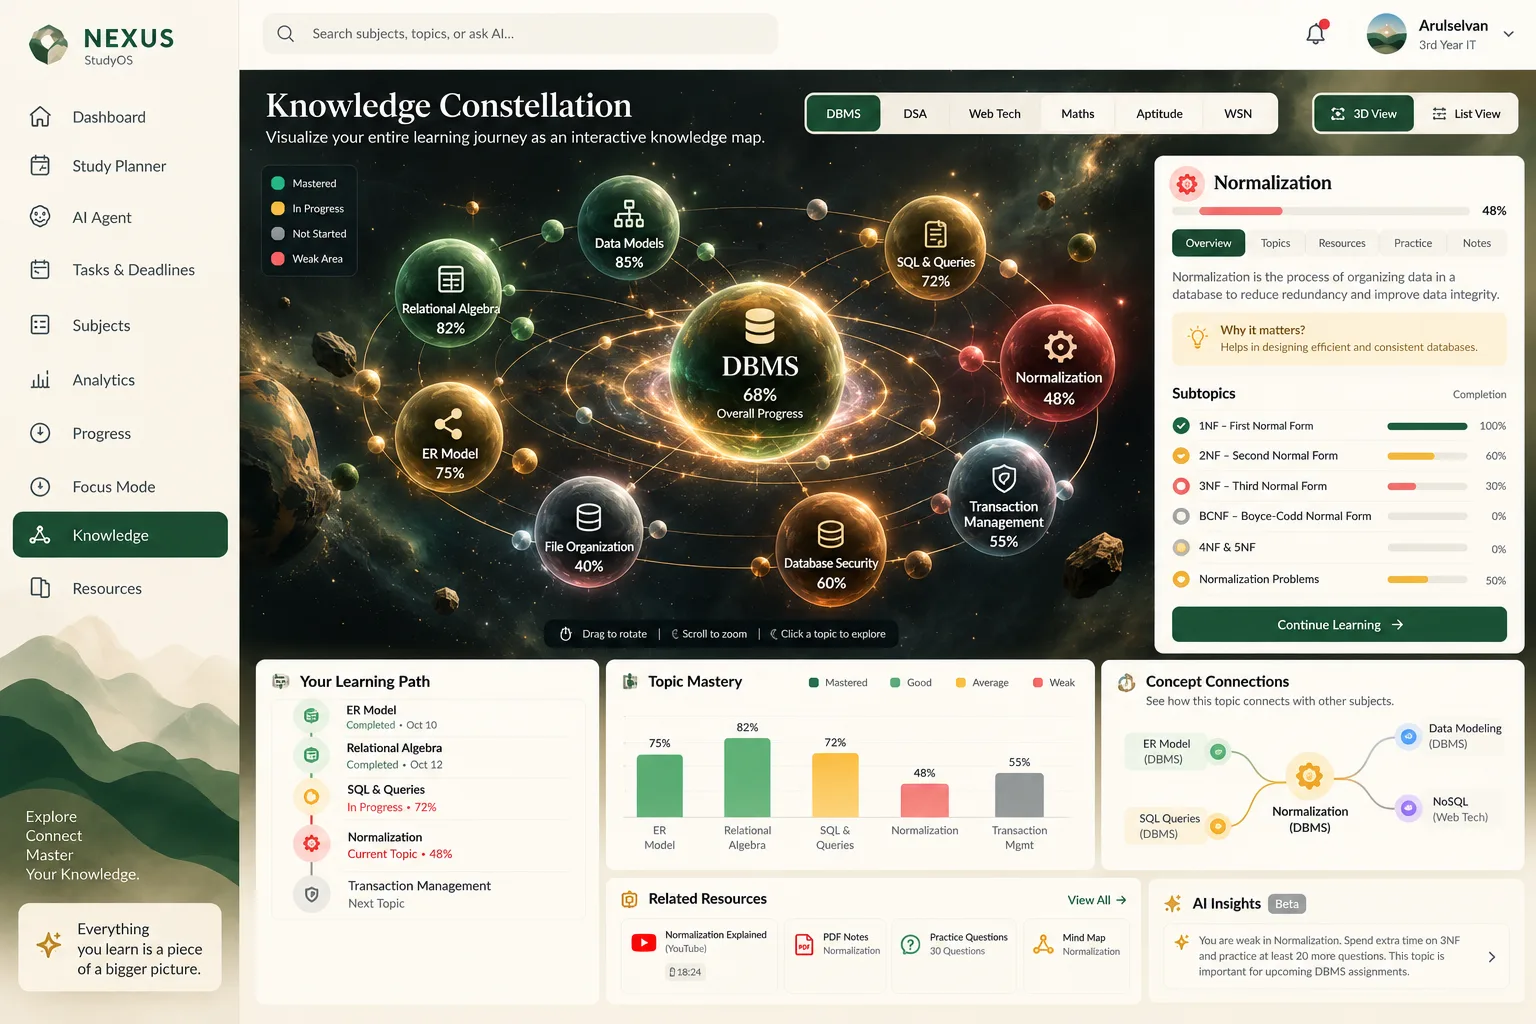 NEXUS
StudyOS
Dashboard
Study Planner
AI Agent
Tasks & Deadlines
Subjects
Analytics
Progress
Focus Mode
Knowledge
Resources
Explore
Connect
Master
Your Knowledge.
Everything
you learn is a piece
of a bigger picture.
Search subjects, topics, or ask AI...
Arulselvan
3rd Year IT
Knowledge Constellation
Visualize your entire learning journey as an interactive knowledge map.
DBMS
DSA
Web Tech
Maths
Aptitude
WSN
3D View
List View
Mastered
In Progress
Not Started
Weak Area
Data Models
85%
SQL & Queries
72%
Relational Algebra
82%
DBMS
68%
Overall Progress
Normalization
48%
ER Model
75%
Transaction
Management
55%
File Organization
40%
Database Security
60%
Drag to rotate | Scroll to zoom | Click a topic to explore
Normalization
48%
Overview
Topics
Resources
Practice
Notes
Normalization is the process of organizing data in a
database to reduce redundancy and improve data integrity.
Why it matters?
Helps in designing efficient and consistent databases.
Subtopics
Completion
1NF – First Normal Form 100%
2NF – Second Normal Form 60%
3NF – Third Normal Form 30%
BCNF – Boyce-Codd Normal Form 0%
4NF & 5NF 0%
Normalization Problems 50%
Continue Learning →
Your Learning Path
ER Model
Completed • Oct 10
Relational Algebra
Completed • Oct 12
SQL & Queries
In Progress • 72%
Normalization
Current Topic • 48%
Transaction Management
Next Topic
Topic Mastery
Mastered
Good
Average
Weak
75%
82%
72%
48%
55%
ER
Model
Relational
Algebra
SQL &
Queries
Normalization
Transaction
Mgmt
Concept Connections
See how this topic connects with other subjects.
ER Model
(DBMS)
SQL Queries
(DBMS)
Normalization
(DBMS)
Data Modeling
(DBMS)
NoSQL
(Web Tech)
Related Resources
View All →
Normalization Explained
(YouTube)
18:24
PDF
PDF Notes
Normalization
Practice Questions
30 Questions
Mind Map
Normalization
AI Insights
Beta
You are weak in Normalization. Spend extra time on 3NF
and practice at least 20 more questions. This topic is
important for upcoming DBMS assignments.